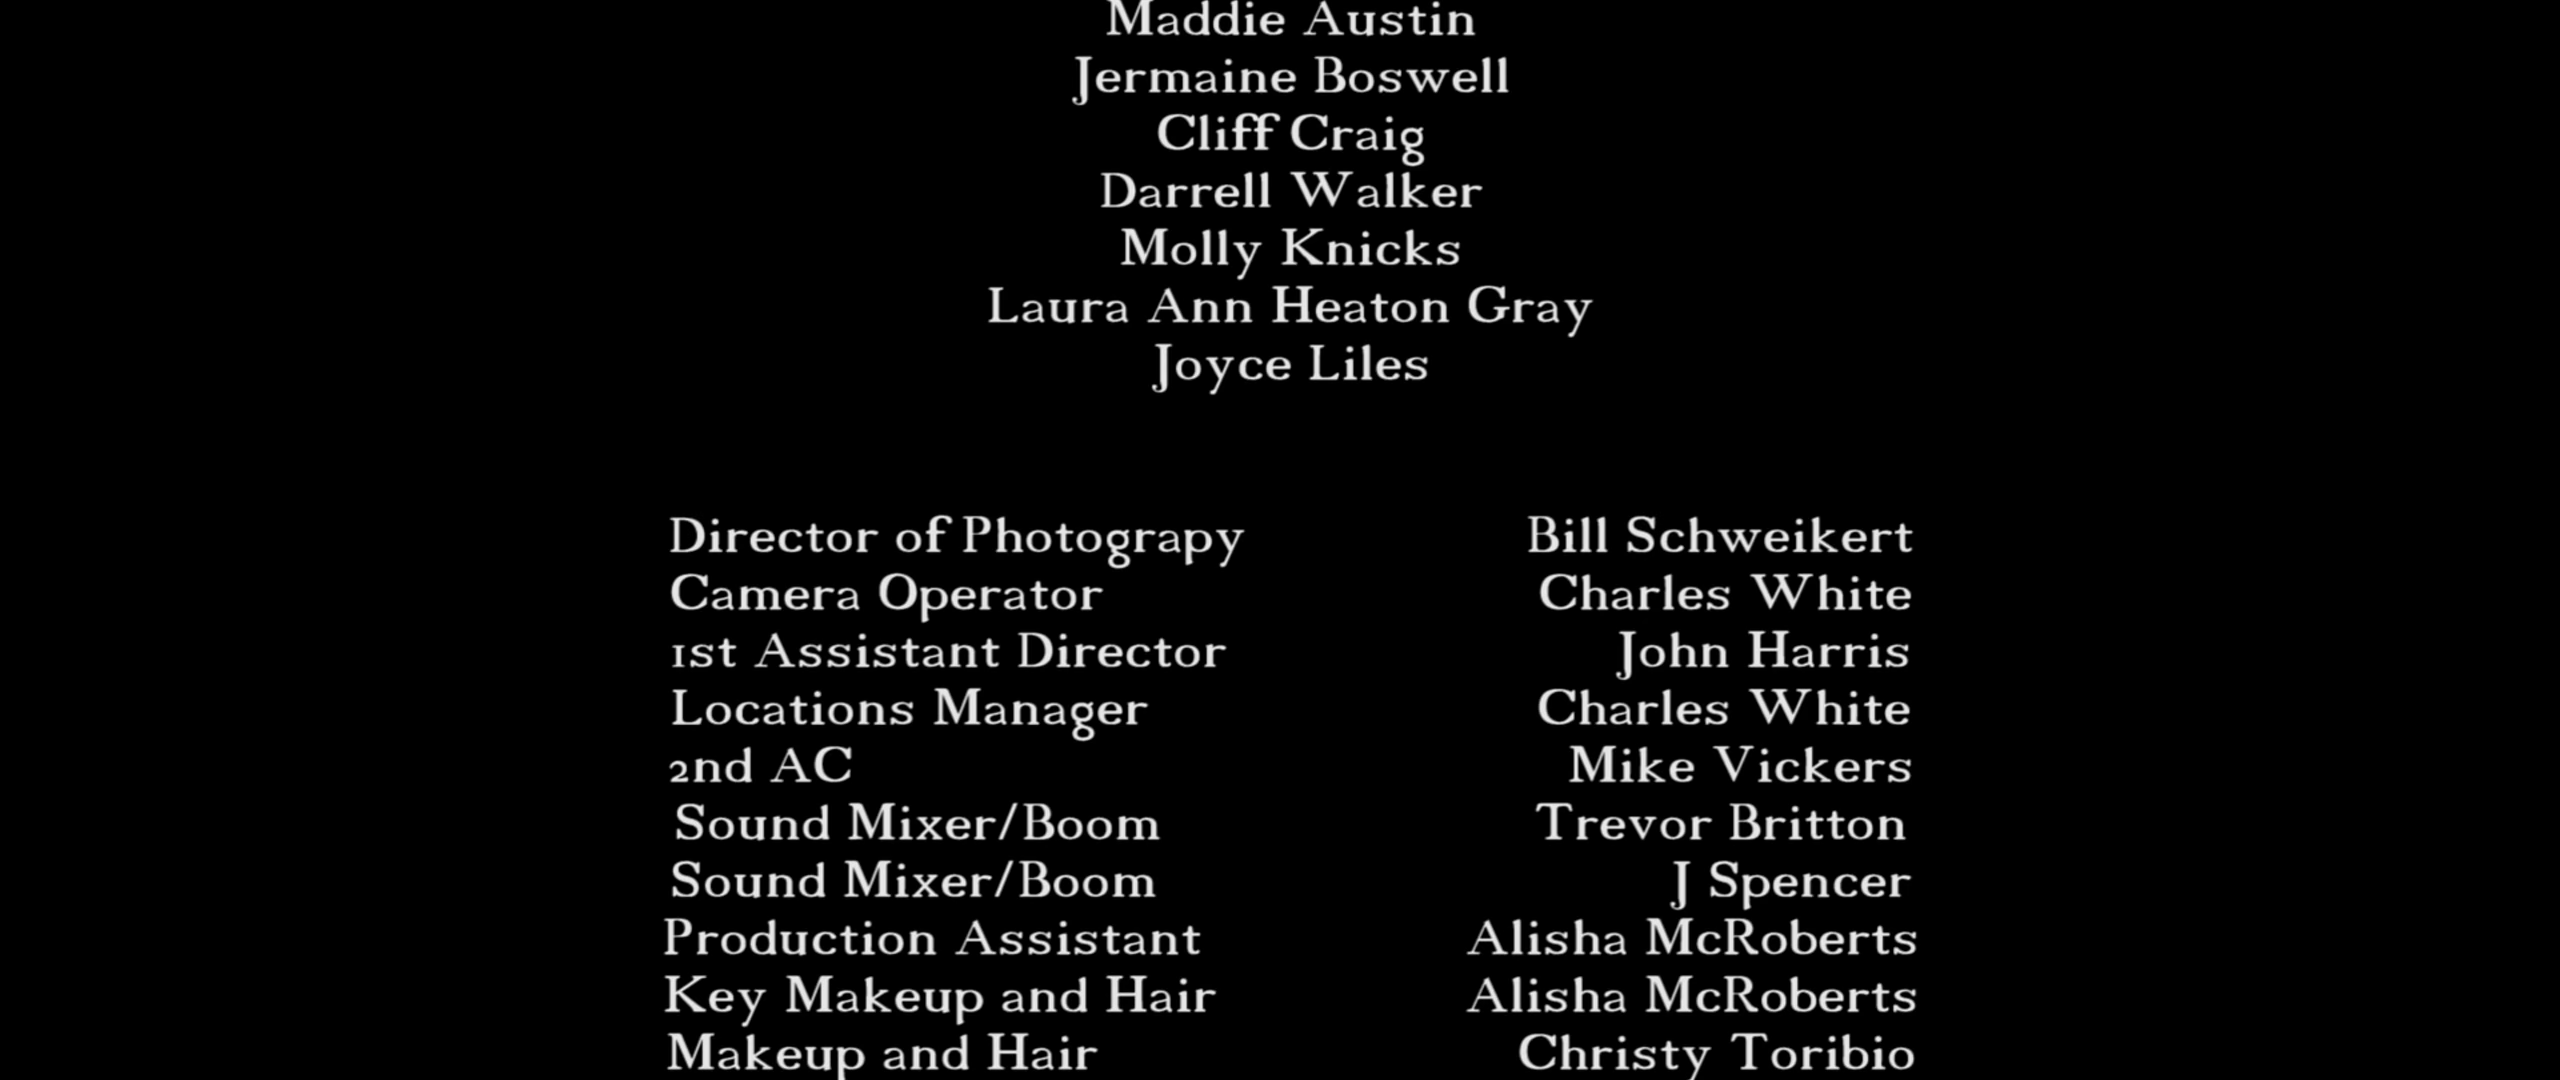 Maddie Austin
Jermaine Boswell
Cliff Craig
Darrell Walker
Molly Knicks
Laura Ann Heaton Gray
Joyce Liles
Director of Photograpy Bill Schweikert
Camera Operator Charles White
1st Assistant Director John Harris
Locations Manager Charles White
2nd AC Mike Vickers
Sound Mixer/Boom Trevor Britton
Sound Mixer/Boom J Spencer
Production Assistant Alisha McRoberts
Key Makeup and Hair Alisha McRoberts
Makeup and Hair Christy Toribio